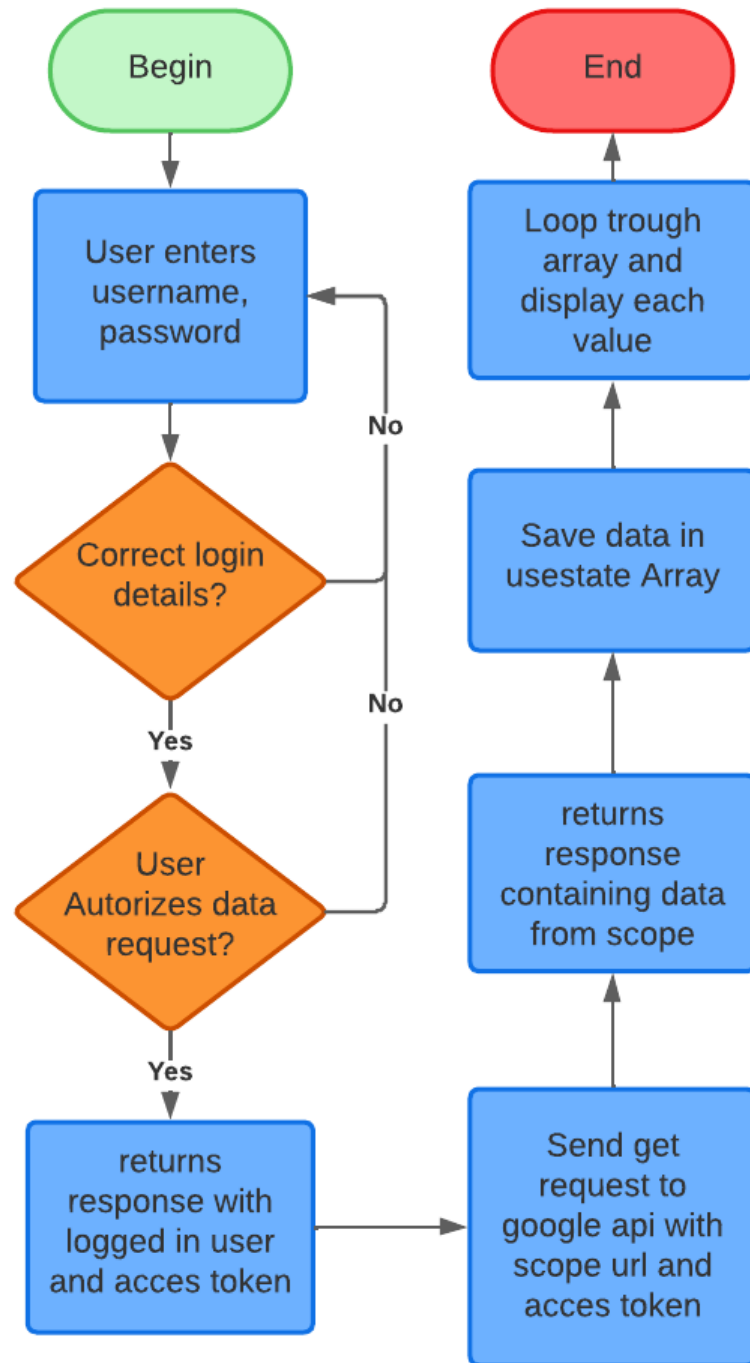 Begin
User enters
username,
password
No
Correct login
details?
Yes
No
User
Autorizes data
request?
Yes
returns
response with
logged in user
and acces token
Send get
request to
google api with
scope url and
acces token
returns
response
containing data
from scope
Save data in
usestate Array
Loop trough
array and
display each
value
End